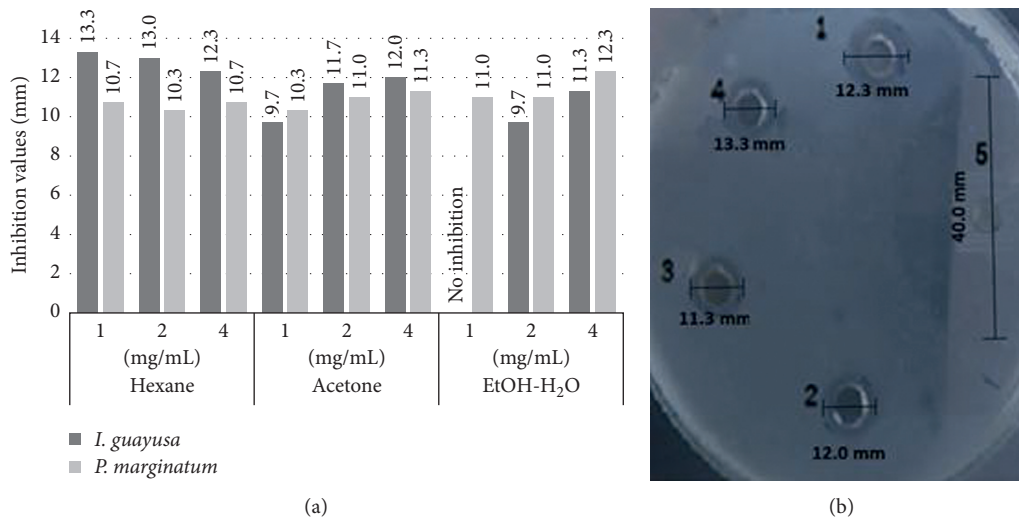 Inhibition values (mm)
14
12
10
8
6
4
2
0
13.3
10.7
13.0
10.3
12.3
10.7
9.7
10.3
11.7
11.0
12.0
11.3
No inhibition
11.0
9.7
11.0
11.3
12.3
1 2 4 1 2 4 1 2 4
(mg/mL) (mg/mL) (mg/mL)
Hexane Acetone EtOH-H₂O
I. guayusa
P. marginatum
(a)
1
12.3 mm
4
13.3 mm
5
40.0 mm
3
11.3 mm
2
12.0 mm
(b)